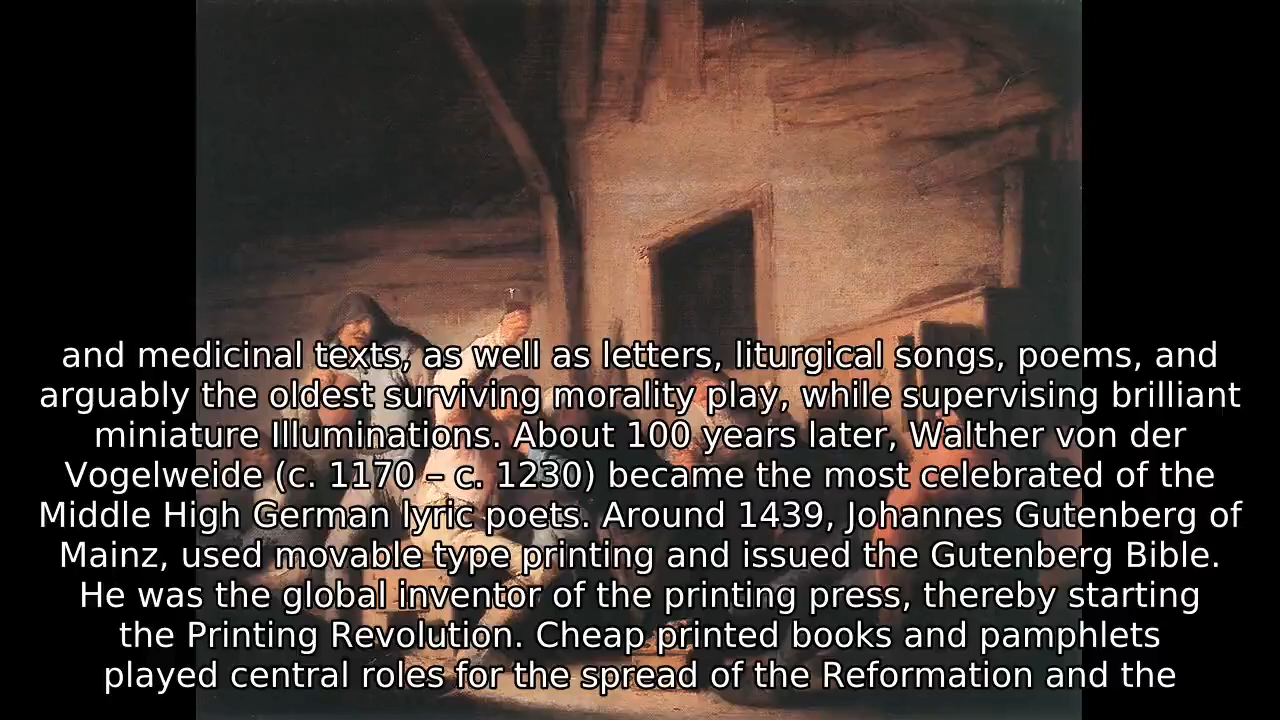 and medicinal texts, as well as letters, liturgical songs, poems, and
arguably the oldest surviving morality play, while supervising brilliant
miniature Illuminations. About 100 years later, Walther von der
Vogelweide (c. 1170 – c. 1230) became the most celebrated of the
Middle High German lyric poets. Around 1439, Johannes Gutenberg of
Mainz, used movable type printing and issued the Gutenberg Bible.
He was the global inventor of the printing press, thereby starting
the Printing Revolution. Cheap printed books and pamphlets
played central roles for the spread of the Reformation and the